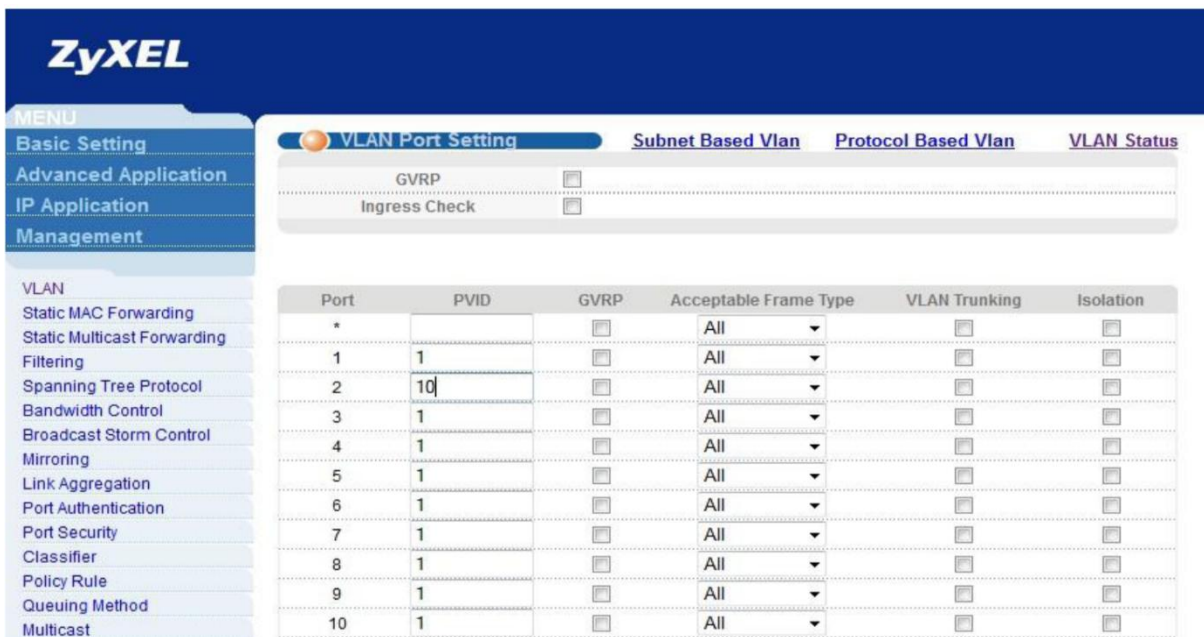 ZyXEL
MENU
Basic Setting
Advanced Application
IP Application
Management
VLAN
Static MAC Forwarding
Static Multicast Forwarding
Filtering
Spanning Tree Protocol
Bandwidth Control
Broadcast Storm Control
Mirroring
Link Aggregation
Port Authentication
Port Security
Classifier
Policy Rule
Queuing Method
Multicast
VLAN Port Setting Subnet Based Vlan Protocol Based Vlan VLAN Status
GVRP
Ingress Check
Port PVID GVRP Acceptable Frame Type VLAN Trunking Isolation
* All
1 1 All
2 10 All
3 1 All
4 1 All
5 1 All
6 1 All
7 1 All
8 1 All
9 1 All
10 1 All